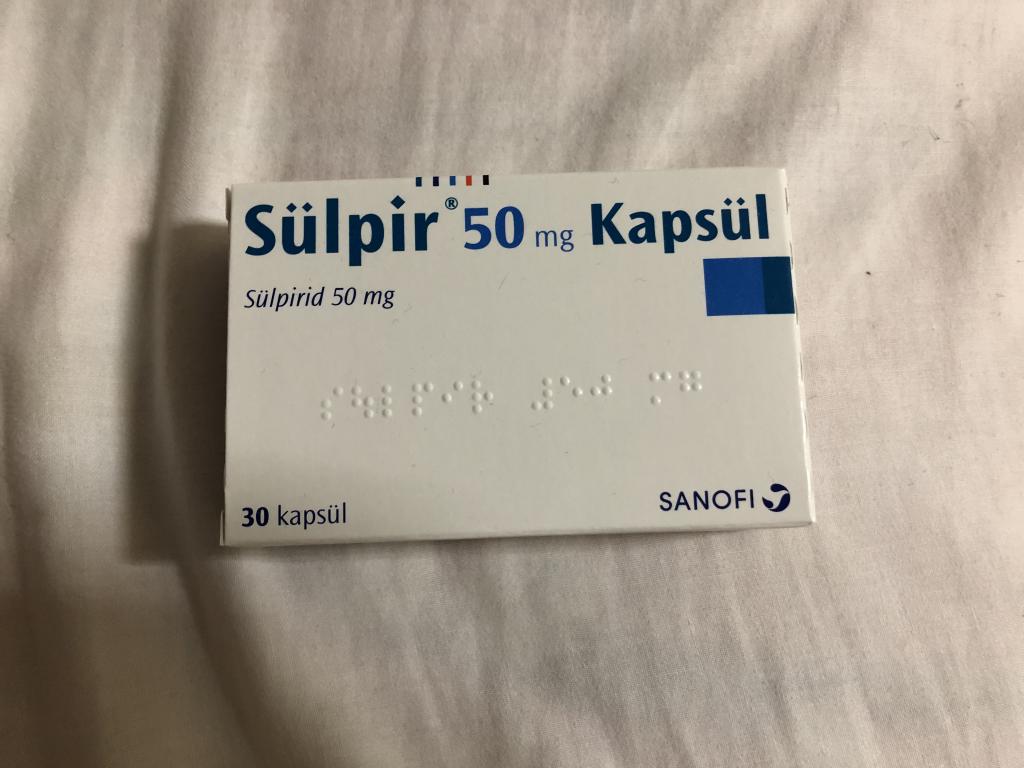 Sülpir® 50 mg Kapsül
Sülpirid 50 mg
⠎⠳⠇⠏⠊⠗ ⠼⠑⠚ ⠍⠛
30 kapsül
SANOFI